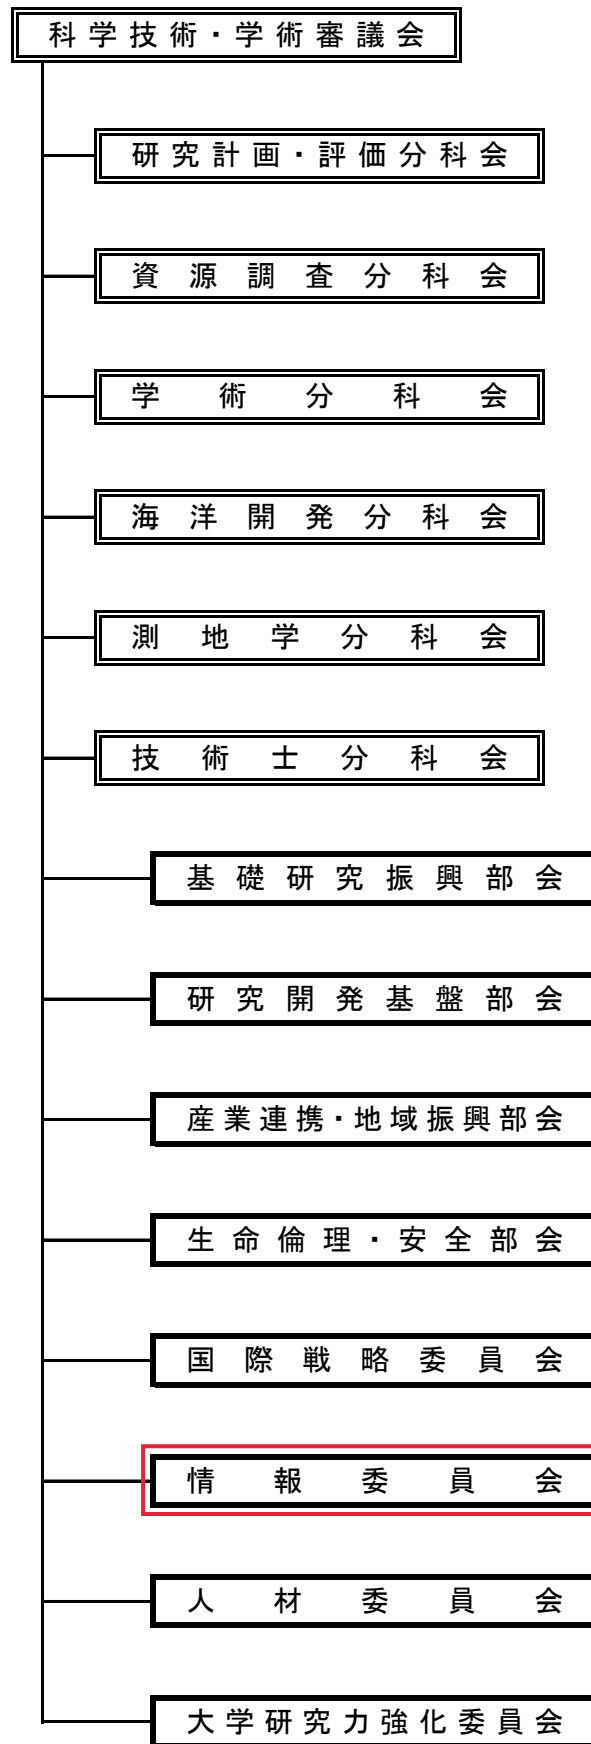 科学技術・学術審議会
研究計画・評価分科会
資源調査分科会
学術分科会
海洋開発分科会
測地学分科会
技術士分科会
基礎研究振興部会
研究開発基盤部会
産業連携・地域振興部会
生命倫理・安全部会
国際戦略委員会
情報委員会
人材委員会
大学研究力強化委員会